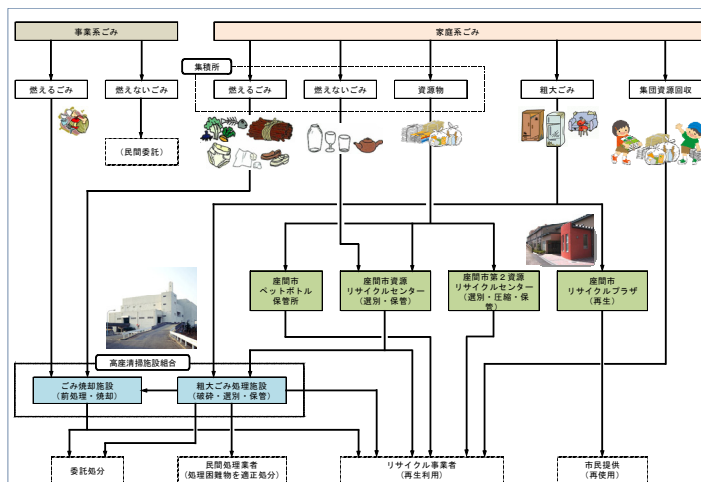 事業系ごみ
家庭系ごみ
集積所
燃えるごみ
燃えないごみ
燃えるごみ
燃えないごみ
資源物
粗大ごみ
集団資源回収
（民間委託）
座間市
ペットボトル
保管所
座間市資源
リサイクルセンター
（選別・保管）
座間市第２資源
リサイクルセンター
（選別・圧縮・保
管）
座間市
リサイクルプラザ
（再生）
高座清掃施設組合
ごみ焼却施設
（前処理・焼却）
粗大ごみ処理施設
（破砕・選別・保管）
委託処分
民間処理業者
（処理困難物を適正処分）
リサイクル事業者
（再生利用）
市民提供
（再使用）